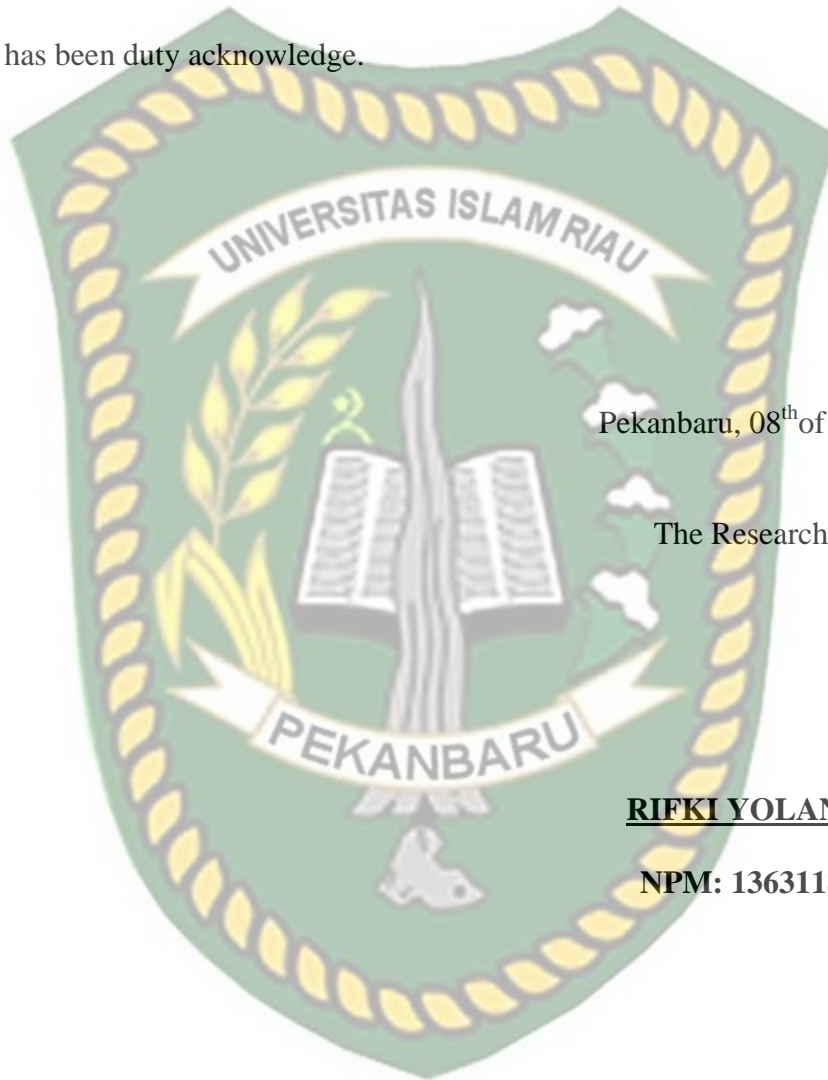 has been duty acknowledge.
UNIVERSITAS ISLAM RIAU
Pekanbaru, 08thof
The Research
PEKANBARU
RIFKI YOLAN
NPM: 136311